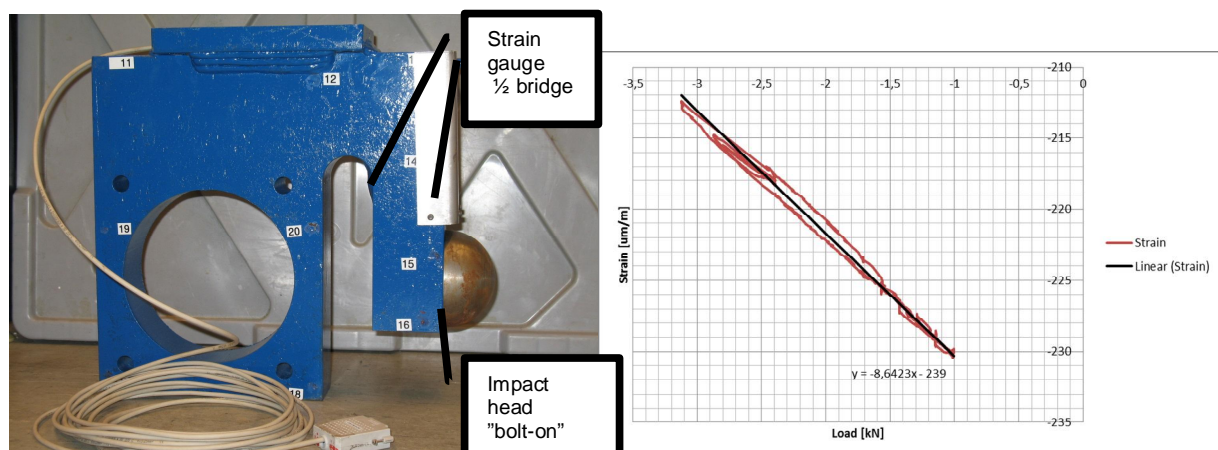 Strain
gauge
½ bridge
11
12
1
14
19
20
15
16
18
Impact
head
”bolt-on”
-210
-3,5
-3
-2,5
-2
-1,5
-1
-0,5
0
-215
-220
-225
-230
-235
Strain [um/m]
Strain
Linear (Strain)
y = -8,6423x - 239
Load [kN]